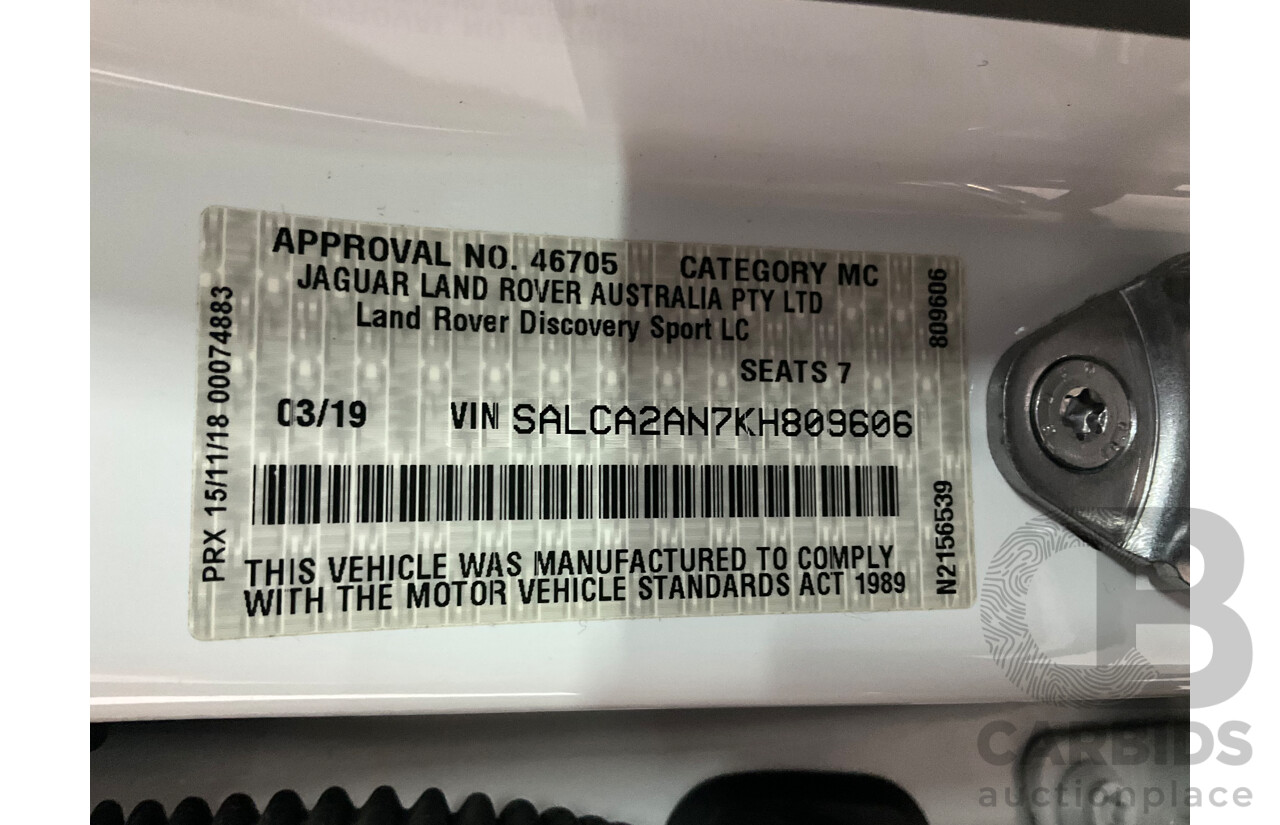 APPROVAL NO. 46705 CATEGORY MC
JAGUAR LAND ROVER AUSTRALIA PTY LTD
Land Rover Discovery Sport LC
SEATS 7
03/19 VIN SALCA2AN7KH809606
THIS VEHICLE WAS MANUFACTURED TO COMPLY
WITH THE MOTOR VEHICLE STANDARDS ACT 1989
PRX 15/11/18 00074883
809606
N2156539
CB
CARBIDS
auctionplace